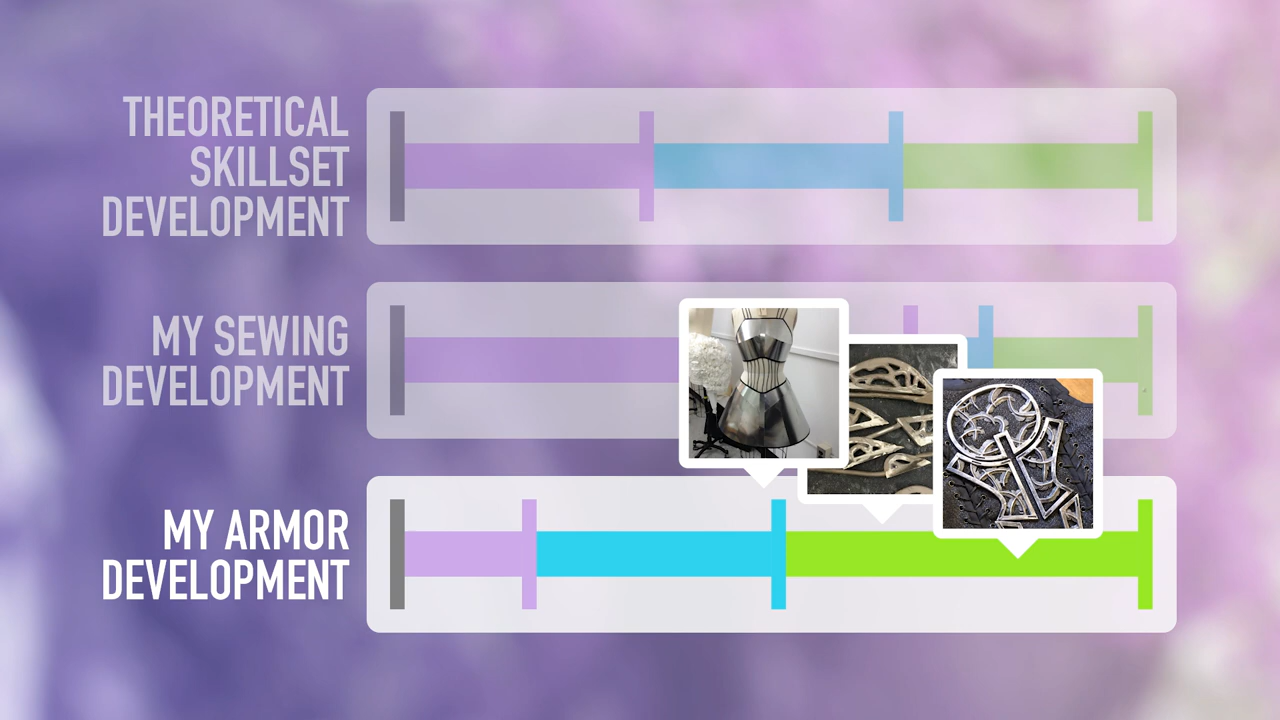 THEORETICAL
SKILLSET
DEVELOPMENT
MY SEWING
DEVELOPMENT
MY ARMOR
DEVELOPMENT